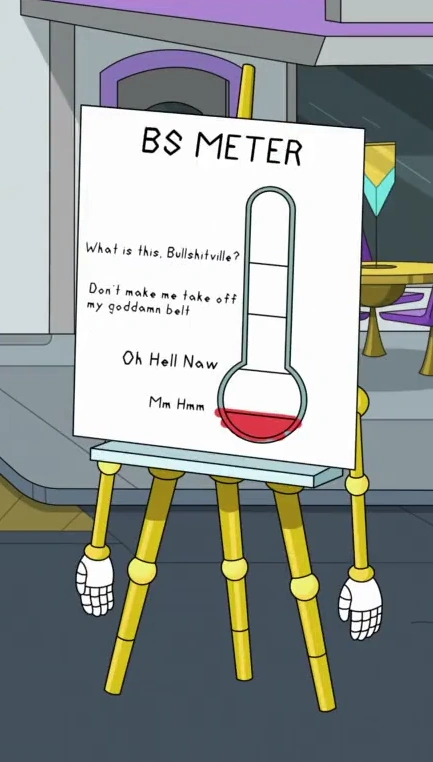 BS METER
What is this, Bullshitville?
Don't make me take off
my goddamn belt
Oh Hell Naw
Mm Hmm